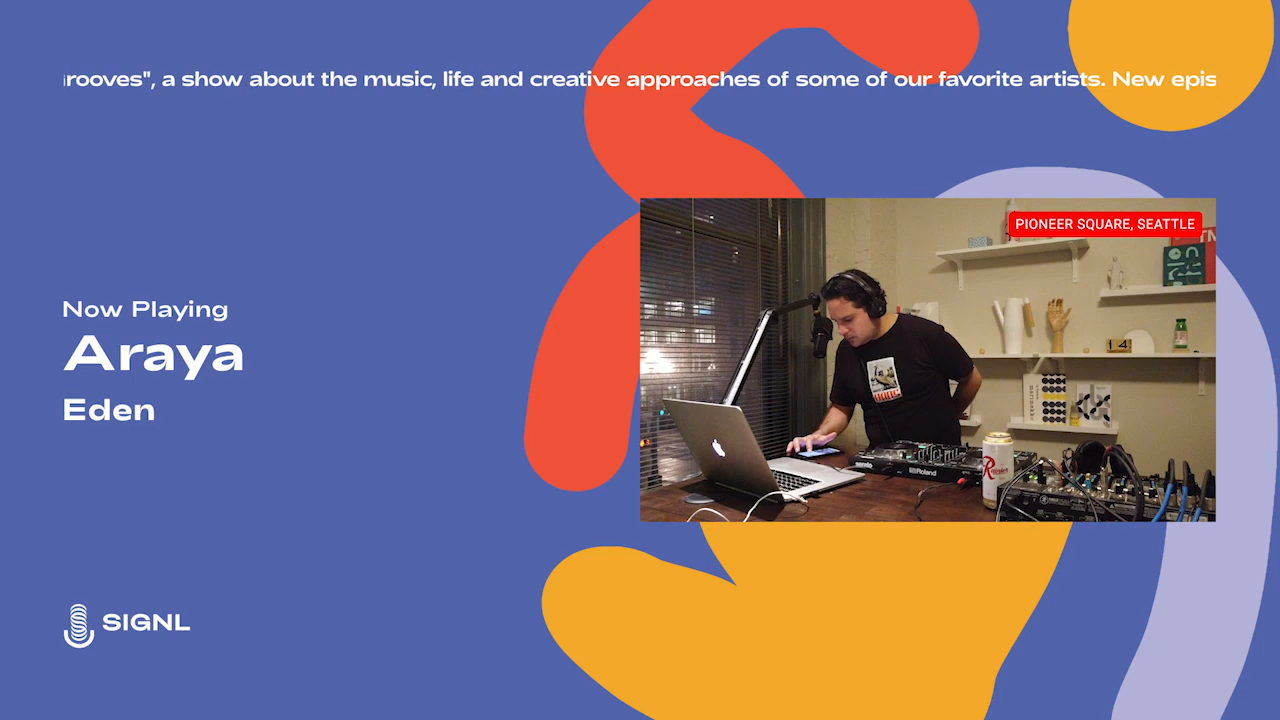 rooves", a show about the music, life and creative approaches of some of our favorite artists. New epis
PIONEER SQUARE, SEATTLE
Now Playing
Araya
Eden
serato
Roland
SIGNL